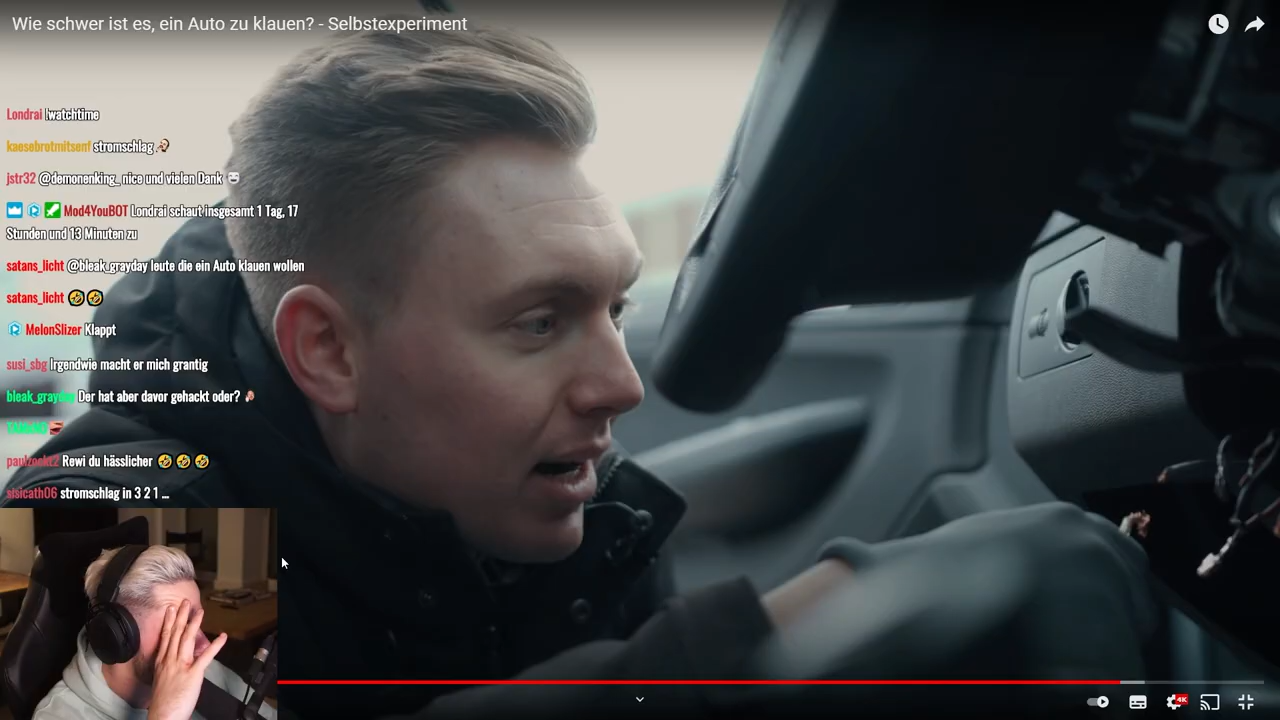 Wie schwer ist es, ein Auto zu klauen? - Selbstexperiment
Londrai !watchtime
kaesebrotmitsenf stromschlag
jstr32 @demonenking_ nice und vielen Dank
Mod4YouBOT Londrai schaut insgesamt 1 Tag, 17
Stunden und 13 Minuten zu
satans_licht @bleak_grayday leute die ein Auto klauen wollen
satans_licht
MelonSlizer Klappt
susi_sbg Irgendwie macht er mich grantig
bleak_grayday Der hat aber davor gehackt oder?
Rewi du hässlicher
sisicath06 stromschlag in 3 2 1 ...
4K